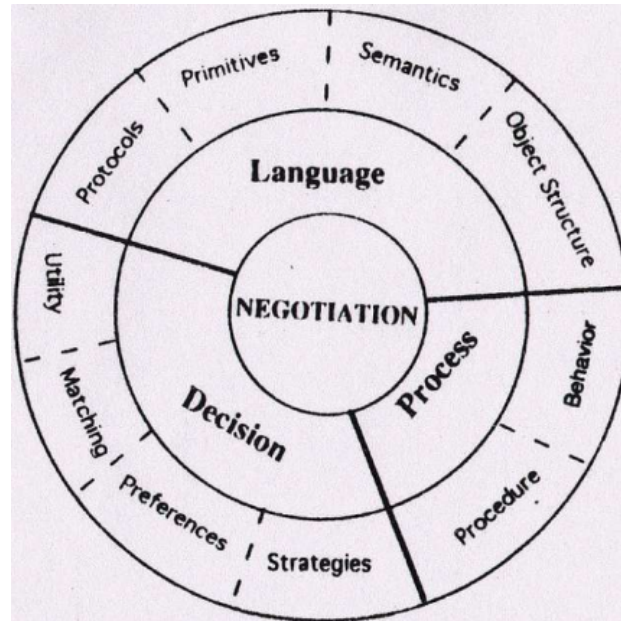 Primitives
Semantics
Protocols
Object Structure
Language
Utility
NEGOTIATION
Behavior
Process
Decision
Matching
Preferences
Procedure
Strategies